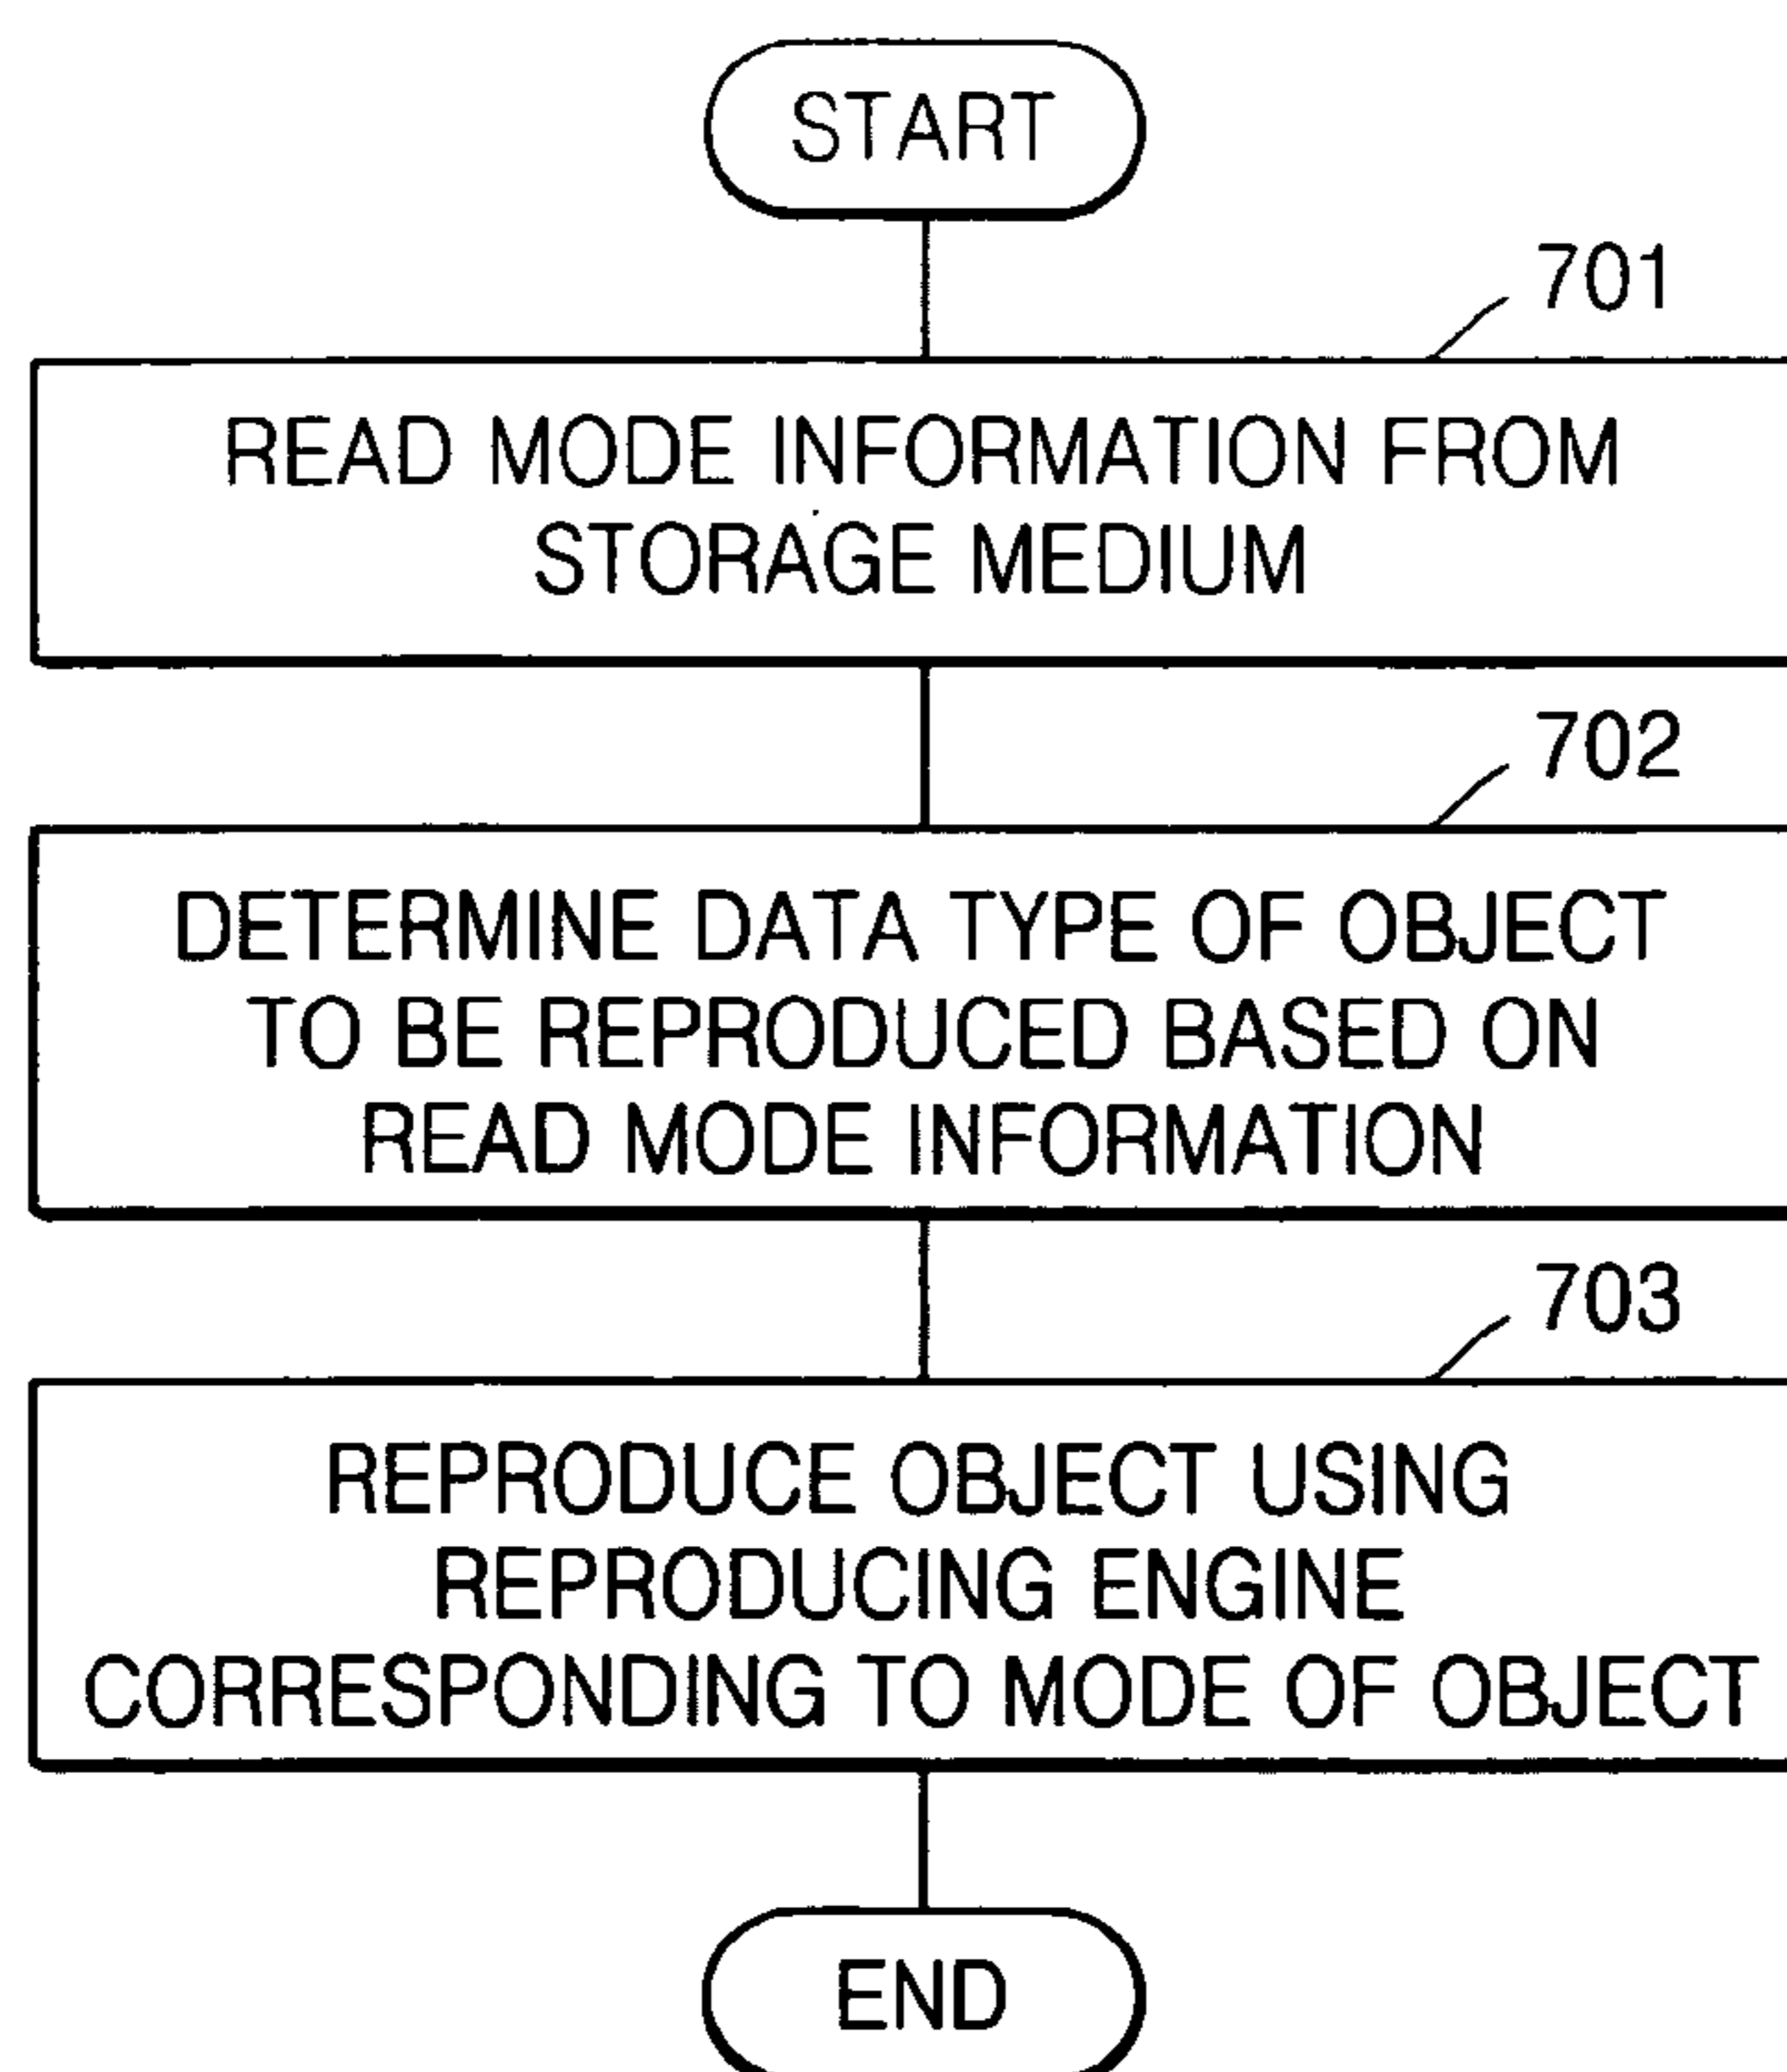 START
701
READ MODE INFORMATION FROM
STORAGE MEDIUM
702
DETERMINE DATA TYPE OF OBJECT
TO BE REPRODUCED BASED ON
READ MODE INFORMATION
703
REPRODUCE OBJECT USING
REPRODUCING ENGINE
CORRESPONDING TO MODE OF OBJECT
END